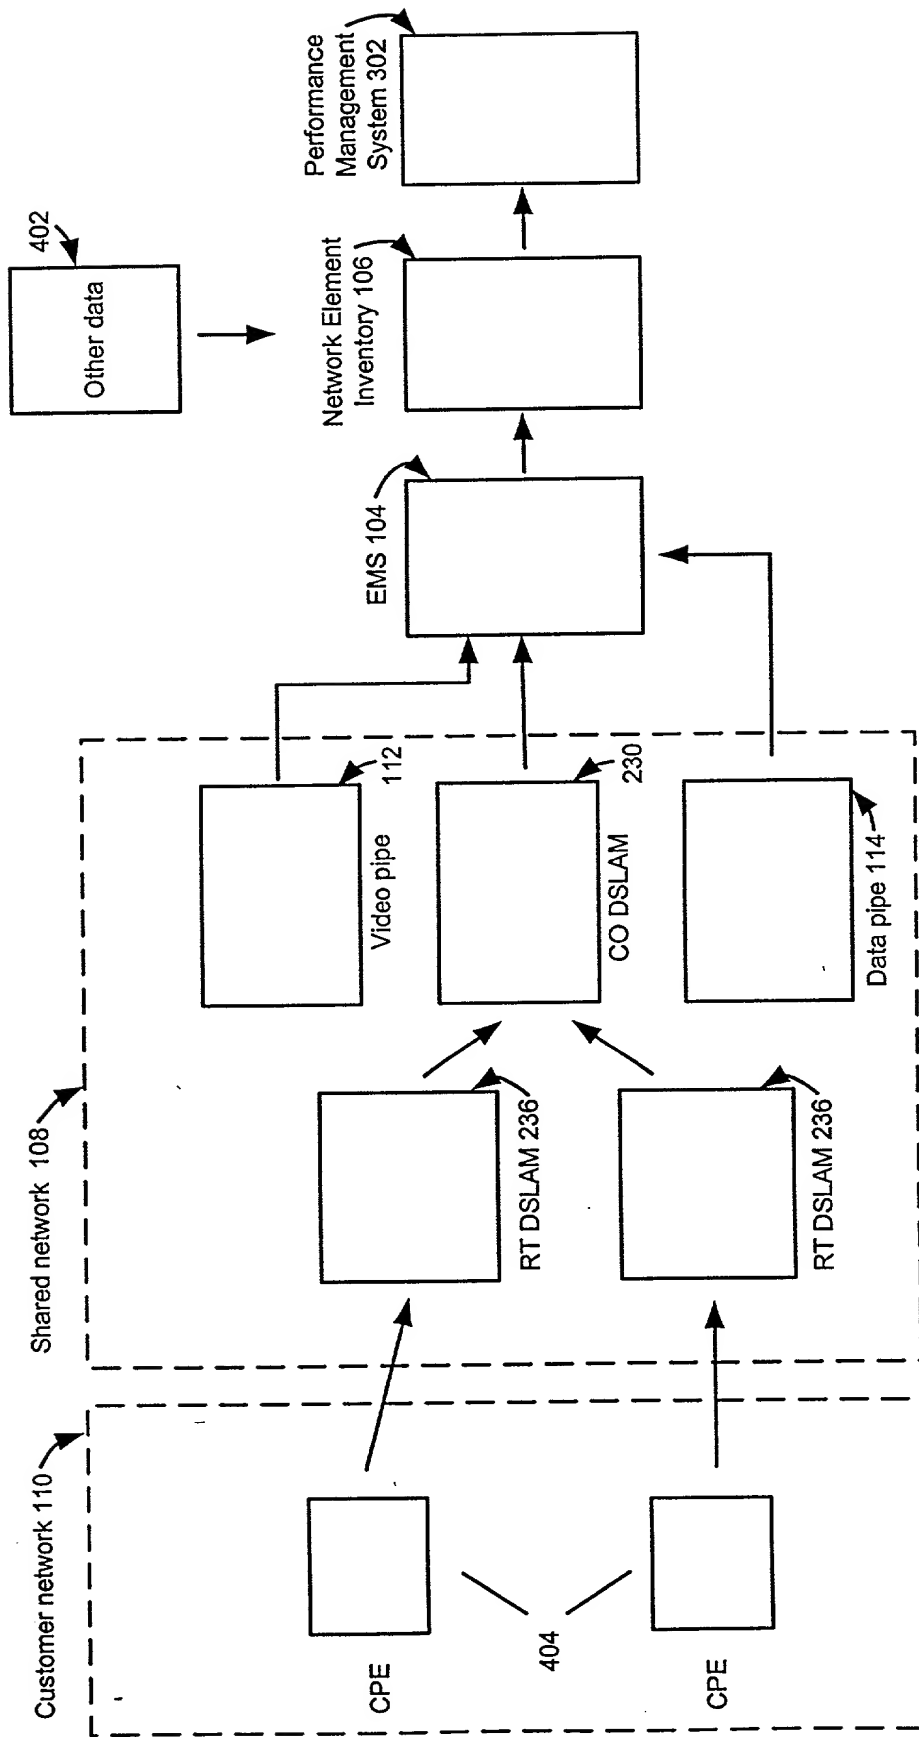 Customer network 110
CPE
404
CPE
Shared network 108
RT DSLAM 236
RT DSLAM 236
Video pipe
112
CO DSLAM
230
Data pipe 114
EMS 104
Network Element
Inventory 106
Other data
402
Performance
Management
System 302